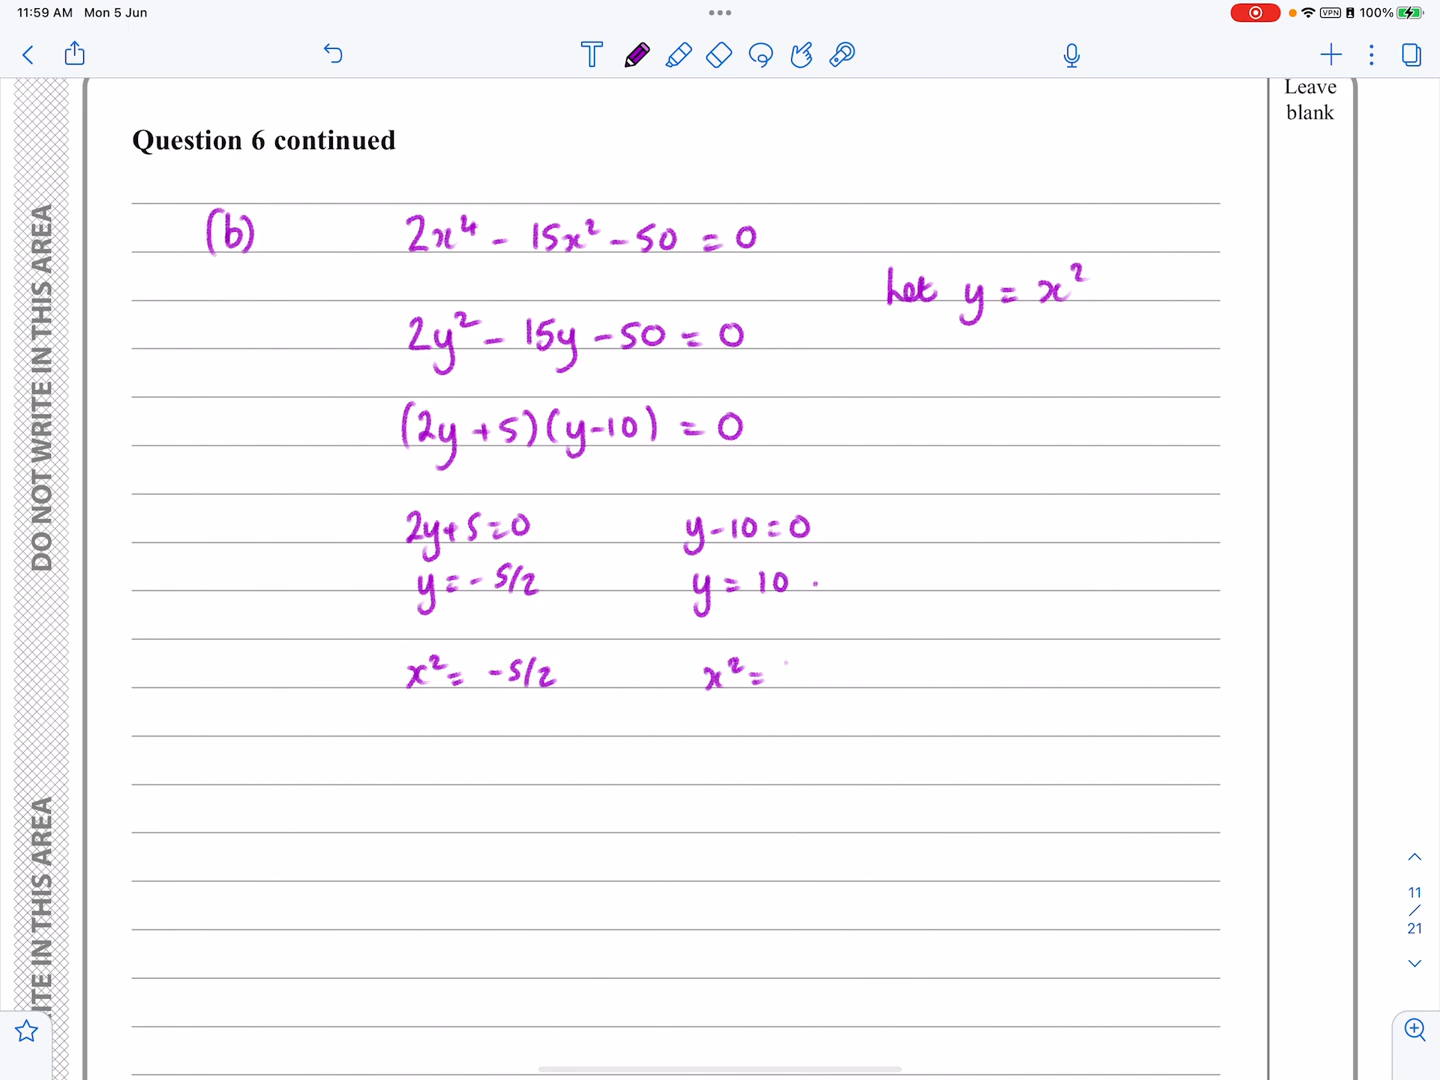 11:59 AM Mon 5 Jun
VPN 100%
T
Leave
blank
Question 6 continued
DO NOT WRITE IN THIS AREA
(b) 2x⁴ - 15x² - 50 = 0
Let y = x²
2y² - 15y - 50 = 0
(2y + 5)(y - 10) = 0
2y + 5 = 0 y - 10 = 0
y = - 5/2 y = 10
x² = - 5/2 x² =
ITE IN THIS AREA
11
/
21